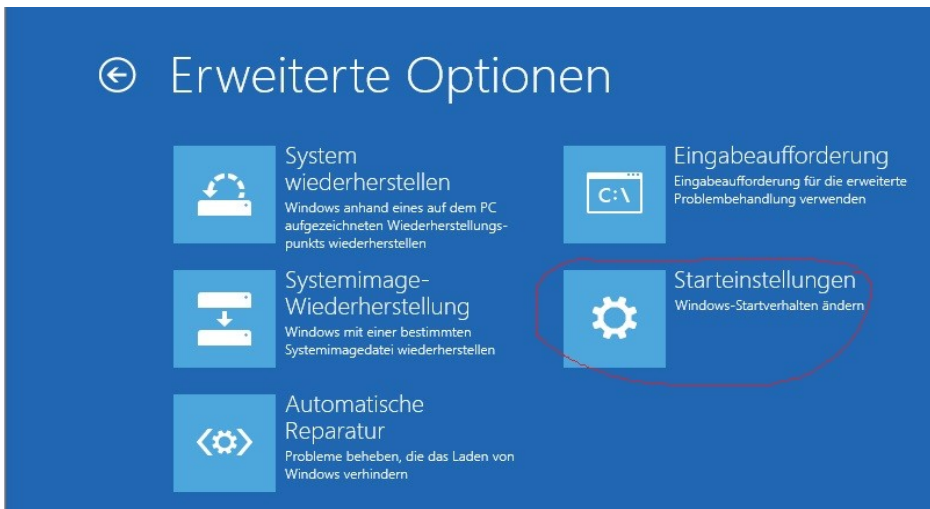 Erweiterte Optionen
System
wiederherstellen
Windows anhand eines auf dem PC
aufgezeichneten Wiederherstellungs-
punkts wiederherstellen
Systemimage-
Wiederherstellung
Windows mit einer bestimmten
Systemimagedatei wiederherstellen
Automatische
Reparatur
Probleme beheben, die das Laden von
Windows verhindern
Eingabeaufforderung
Eingabeaufforderung für die erweiterte
Problembehandlung verwenden
C:\
Starteinstellungen
Windows-Startverhalten ändern